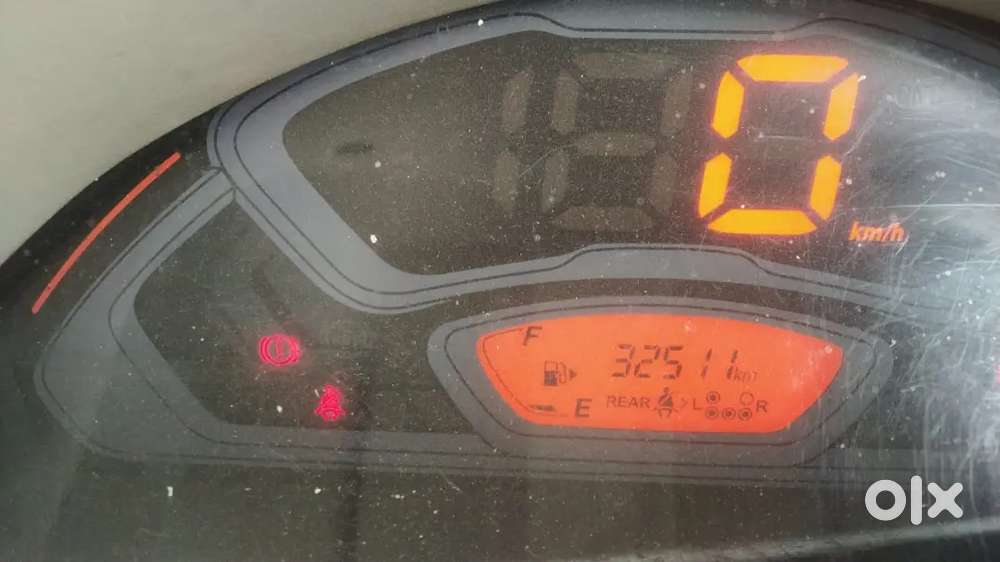 0
km/h
F
32511 km
E REAR > L R
olx